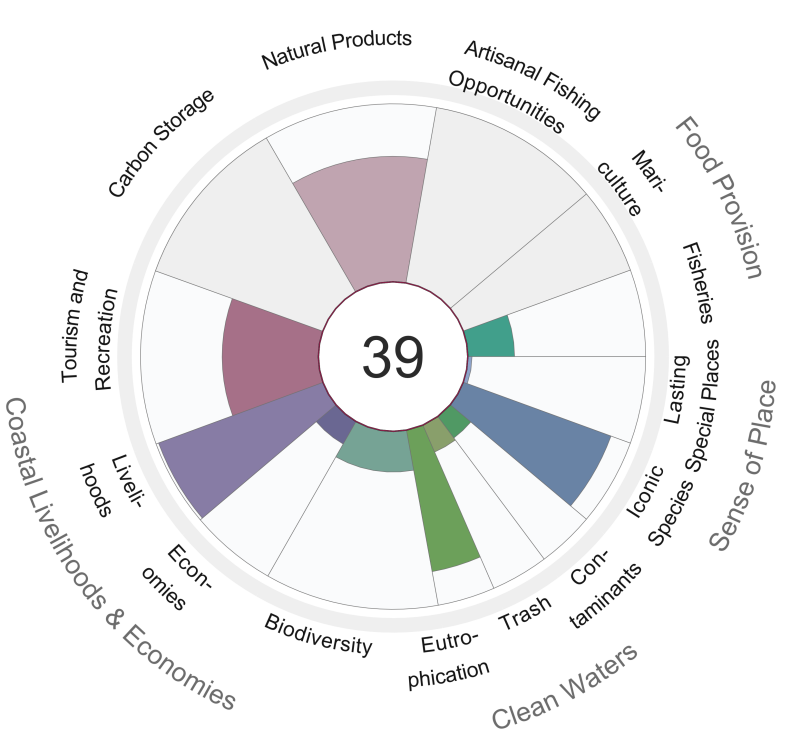 Natural Products
Artisanal Fishing
Opportunities
Mari-
culture
Food Provision
Fisheries
Lasting
Special Places
Sense of Place
Iconic
Species
Con-
taminants
Trash
Clean Waters
Eutro-
phication
Biodiversity
Econ-
omies
Liveli-
hoods
Coastal Livelihoods & Economies
Tourism and
Recreation
Carbon Storage
39